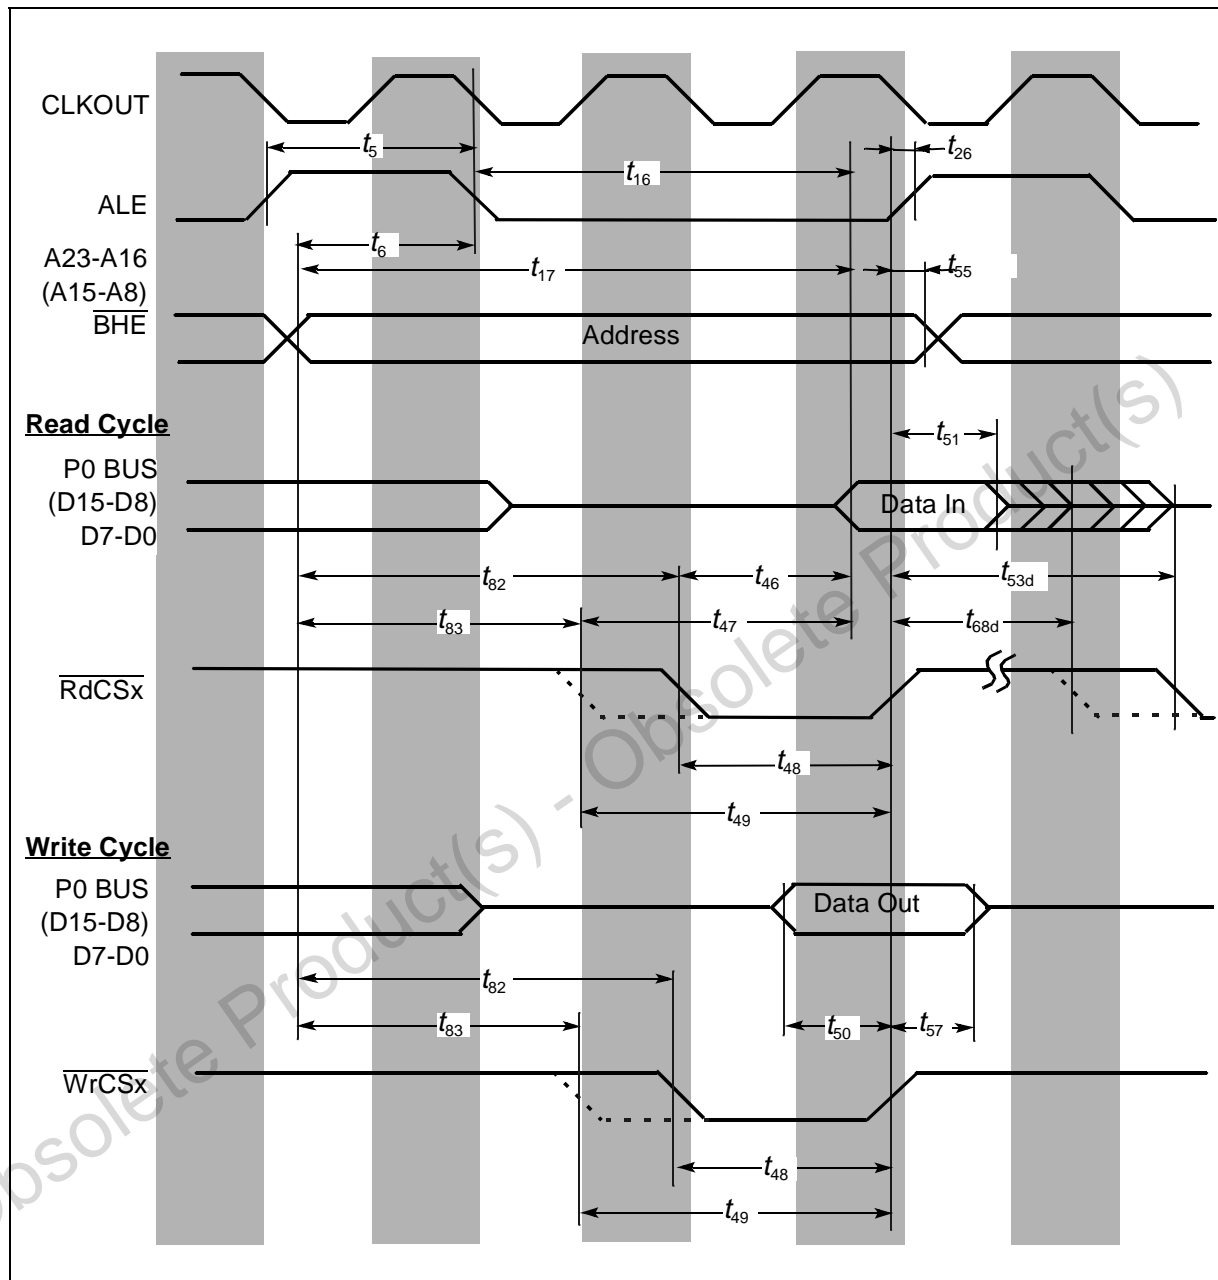 CLKOUT
t5
t26
t16
ALE
t6
A23-A16
(A15-A8)
BHE
t17
t55
Address
Read Cycle
t51
P0 BUS
(D15-D8)
D7-D0
Data In
t82
t46
t53d
t83
t47
t68d
RdCSx
t48
t49
Write Cycle
P0 BUS
(D15-D8)
D7-D0
Data Out
t82
t83
t50
t57
WrCSx
t48
t49
Obsolete Product(s) - Obsolete Product(s)